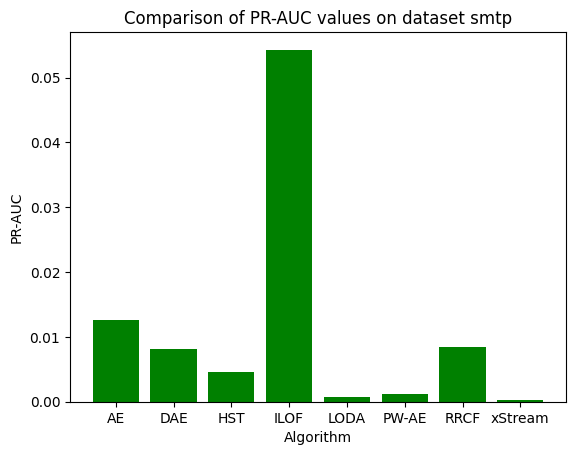 Comparison of PR-AUC values on dataset smtp
PR-AUC
0.05
0.04
0.03
0.02
0.01
0.00
AE DAE HST ILOF LODA PW-AE RRCF xStream
Algorithm